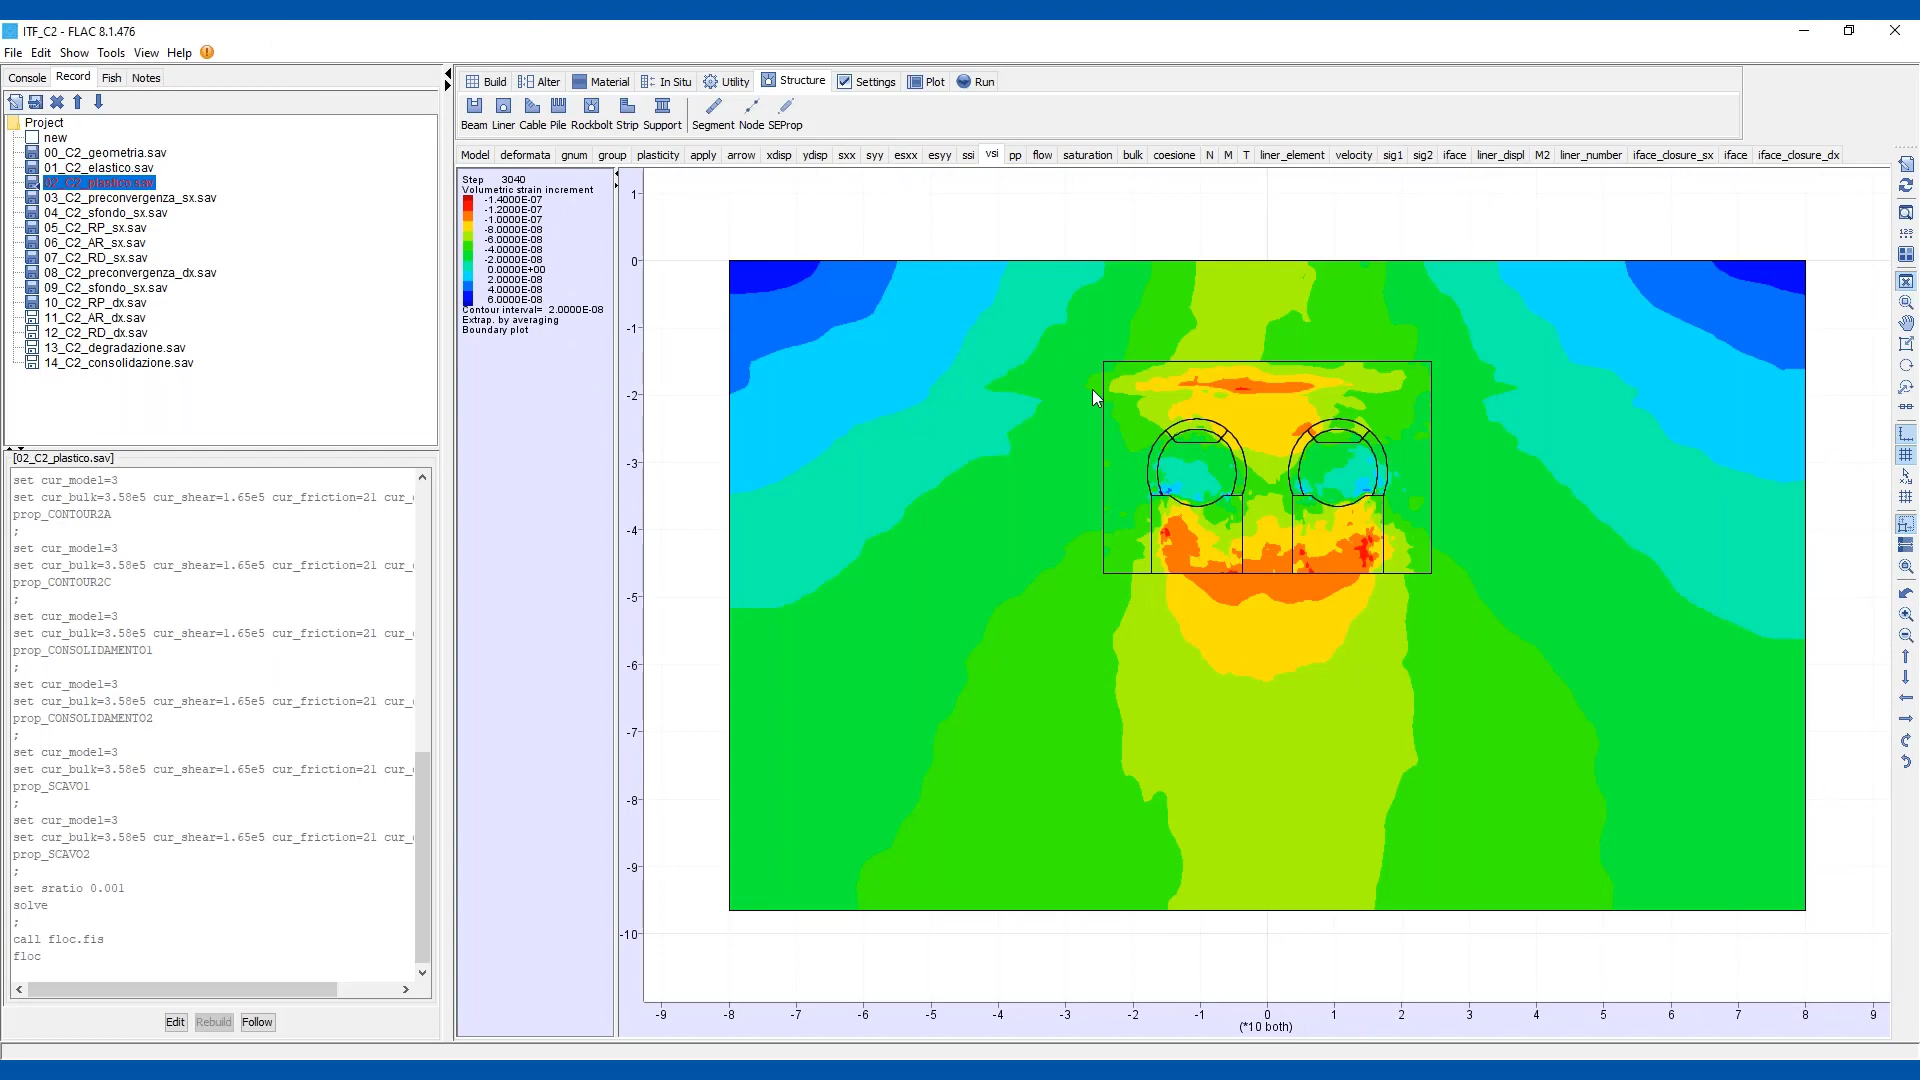 ITF_C2 - FLAC 8.1.476
File Edit Show Tools View Help
Console Record Fish Notes
Project
new
00_C2_geometria.sav
01_C2_elastico.sav
02_C2_plastico.sav
03_C2_preconvergenza_sx.sav
04_C2_sfondo_sx.sav
05_C2_RP_sx.sav
06_C2_AR_sx.sav
07_C2_RD_sx.sav
08_C2_preconvergenza_dx.sav
09_C2_sfondo_sx.sav
10_C2_RP_dx.sav
11_C2_AR_dx.sav
12_C2_RD_dx.sav
13_C2_degradazione.sav
14_C2_consolidazione.sav
[02_C2_plastico.sav]
set cur_model=3
set cur_bulk=3.58e5 cur_shear=1.65e5 cur_friction=21 cur_
prop_CONTOUR2A
;
set cur_model=3
set cur_bulk=3.58e5 cur_shear=1.65e5 cur_friction=21 cur_
prop_CONTOUR2C
;
set cur_model=3
set cur_bulk=3.58e5 cur_shear=1.65e5 cur_friction=21 cur_
prop_CONSOLIDAMENTO1
;
set cur_model=3
set cur_bulk=3.58e5 cur_shear=1.65e5 cur_friction=21 cur_
prop_CONSOLIDAMENTO2
;
set cur_model=3
set cur_bulk=3.58e5 cur_shear=1.65e5 cur_friction=21 cur_
prop_SCAVO1
;
set cur_model=3
set cur_bulk=3.58e5 cur_shear=1.65e5 cur_friction=21 cur_
prop_SCAVO2
;
set sratio 0.001
solve
;
call floc.fis
floc
Edit Rebuild Follow
Build Alter Material In Situ Utility Structure Settings Plot Run
Beam Liner Cable Pile Rockbolt Strip Support Segment Node SEProp
Model deformata gnum group plasticity apply arrow xdisp ydisp sxx syy esxx esyy ssi vsi pp flow saturation bulk coesione N M T liner_element velocity sig1 sig2 iface liner_displ M2 liner_number iface_closure_sx iface iface_closure_dx
Step 3040
Volumetric strain increment
-1.4000E-07
-1.2000E-07
-1.0000E-07
-8.0000E-08
-6.0000E-08
-4.0000E-08
-2.0000E-08
0.0000E+00
2.0000E-08
4.0000E-08
6.0000E-08
Contour interval= 2.0000E-08
Extrap. by averaging
Boundary plot
1
0
-1
-2
-3
-4
-5
-6
-7
-8
-9
-10
-9 -8 -7 -6 -5 -4 -3 -2 -1 0 1 2 3 4 5 6 7 8 9
(*10 both)
123